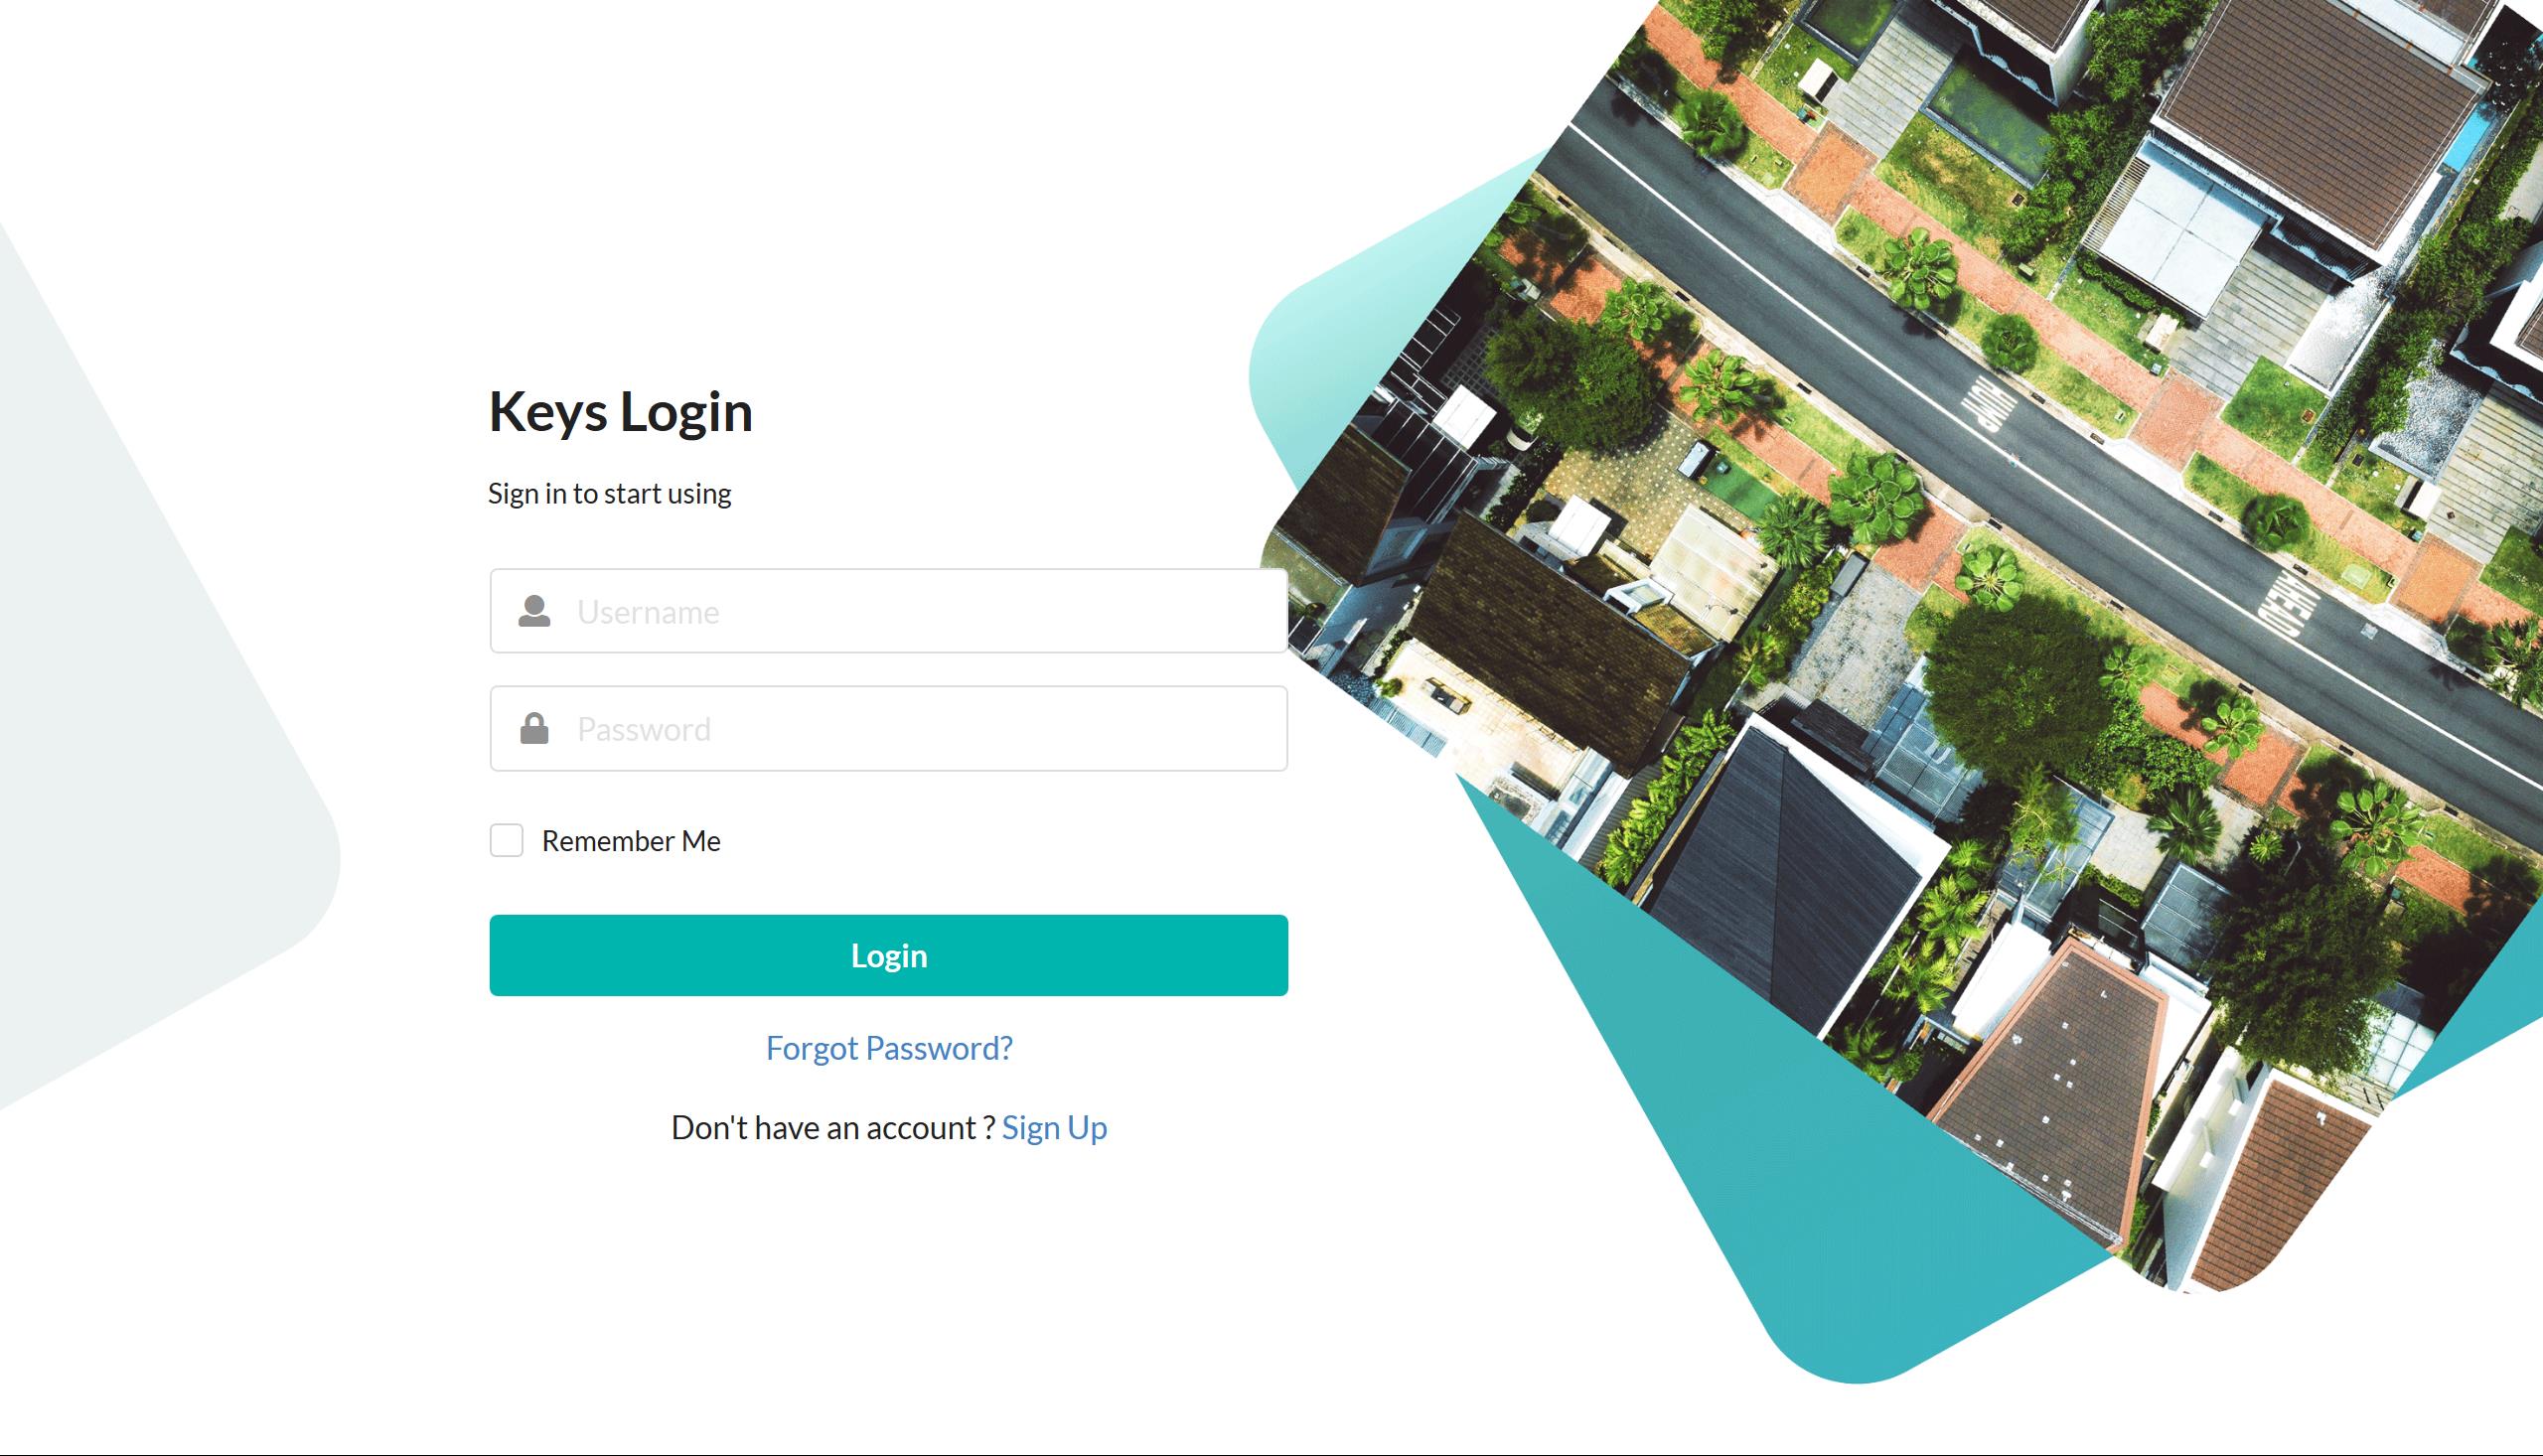 Keys Login
Sign in to start using
Username
Password
Remember Me
Login
Forgot Password?
Don't have an account ? Sign Up
HUMP
AHEAD